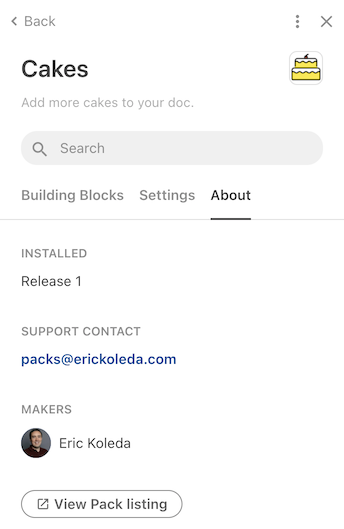 Back
Cakes
Add more cakes to your doc.
Search
Building Blocks Settings About
INSTALLED
Release 1
SUPPORT CONTACT
packs@erickoleda.com
MAKERS
Eric Koleda
View Pack listing